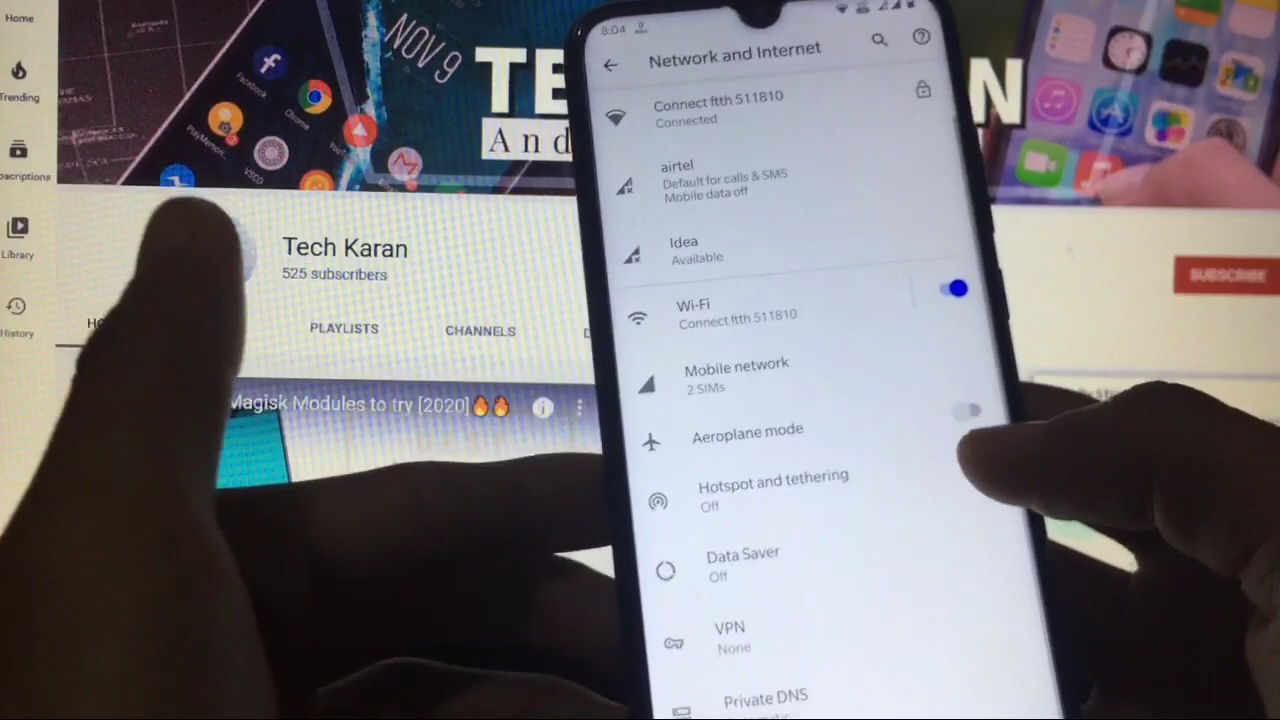 Home
Trending
Library
History
NOV 9
Facebook
Chrome
VSCO
TE
N
And
Tech Karan
525 subscribers
PLAYLISTS
CHANNELS
SUBSCRIBE
Magisk Modules to try [2020]🔥🔥
8:04
Network and Internet
Connect ftth 511810
Connected
airtel
Default for calls & SMS
Mobile data off
Idea
Available
Wi-Fi
Connect ftth 511810
Mobile network
2 SIMs
Aeroplane mode
Hotspot and tethering
Off
Data Saver
Off
VPN
None
Private DNS